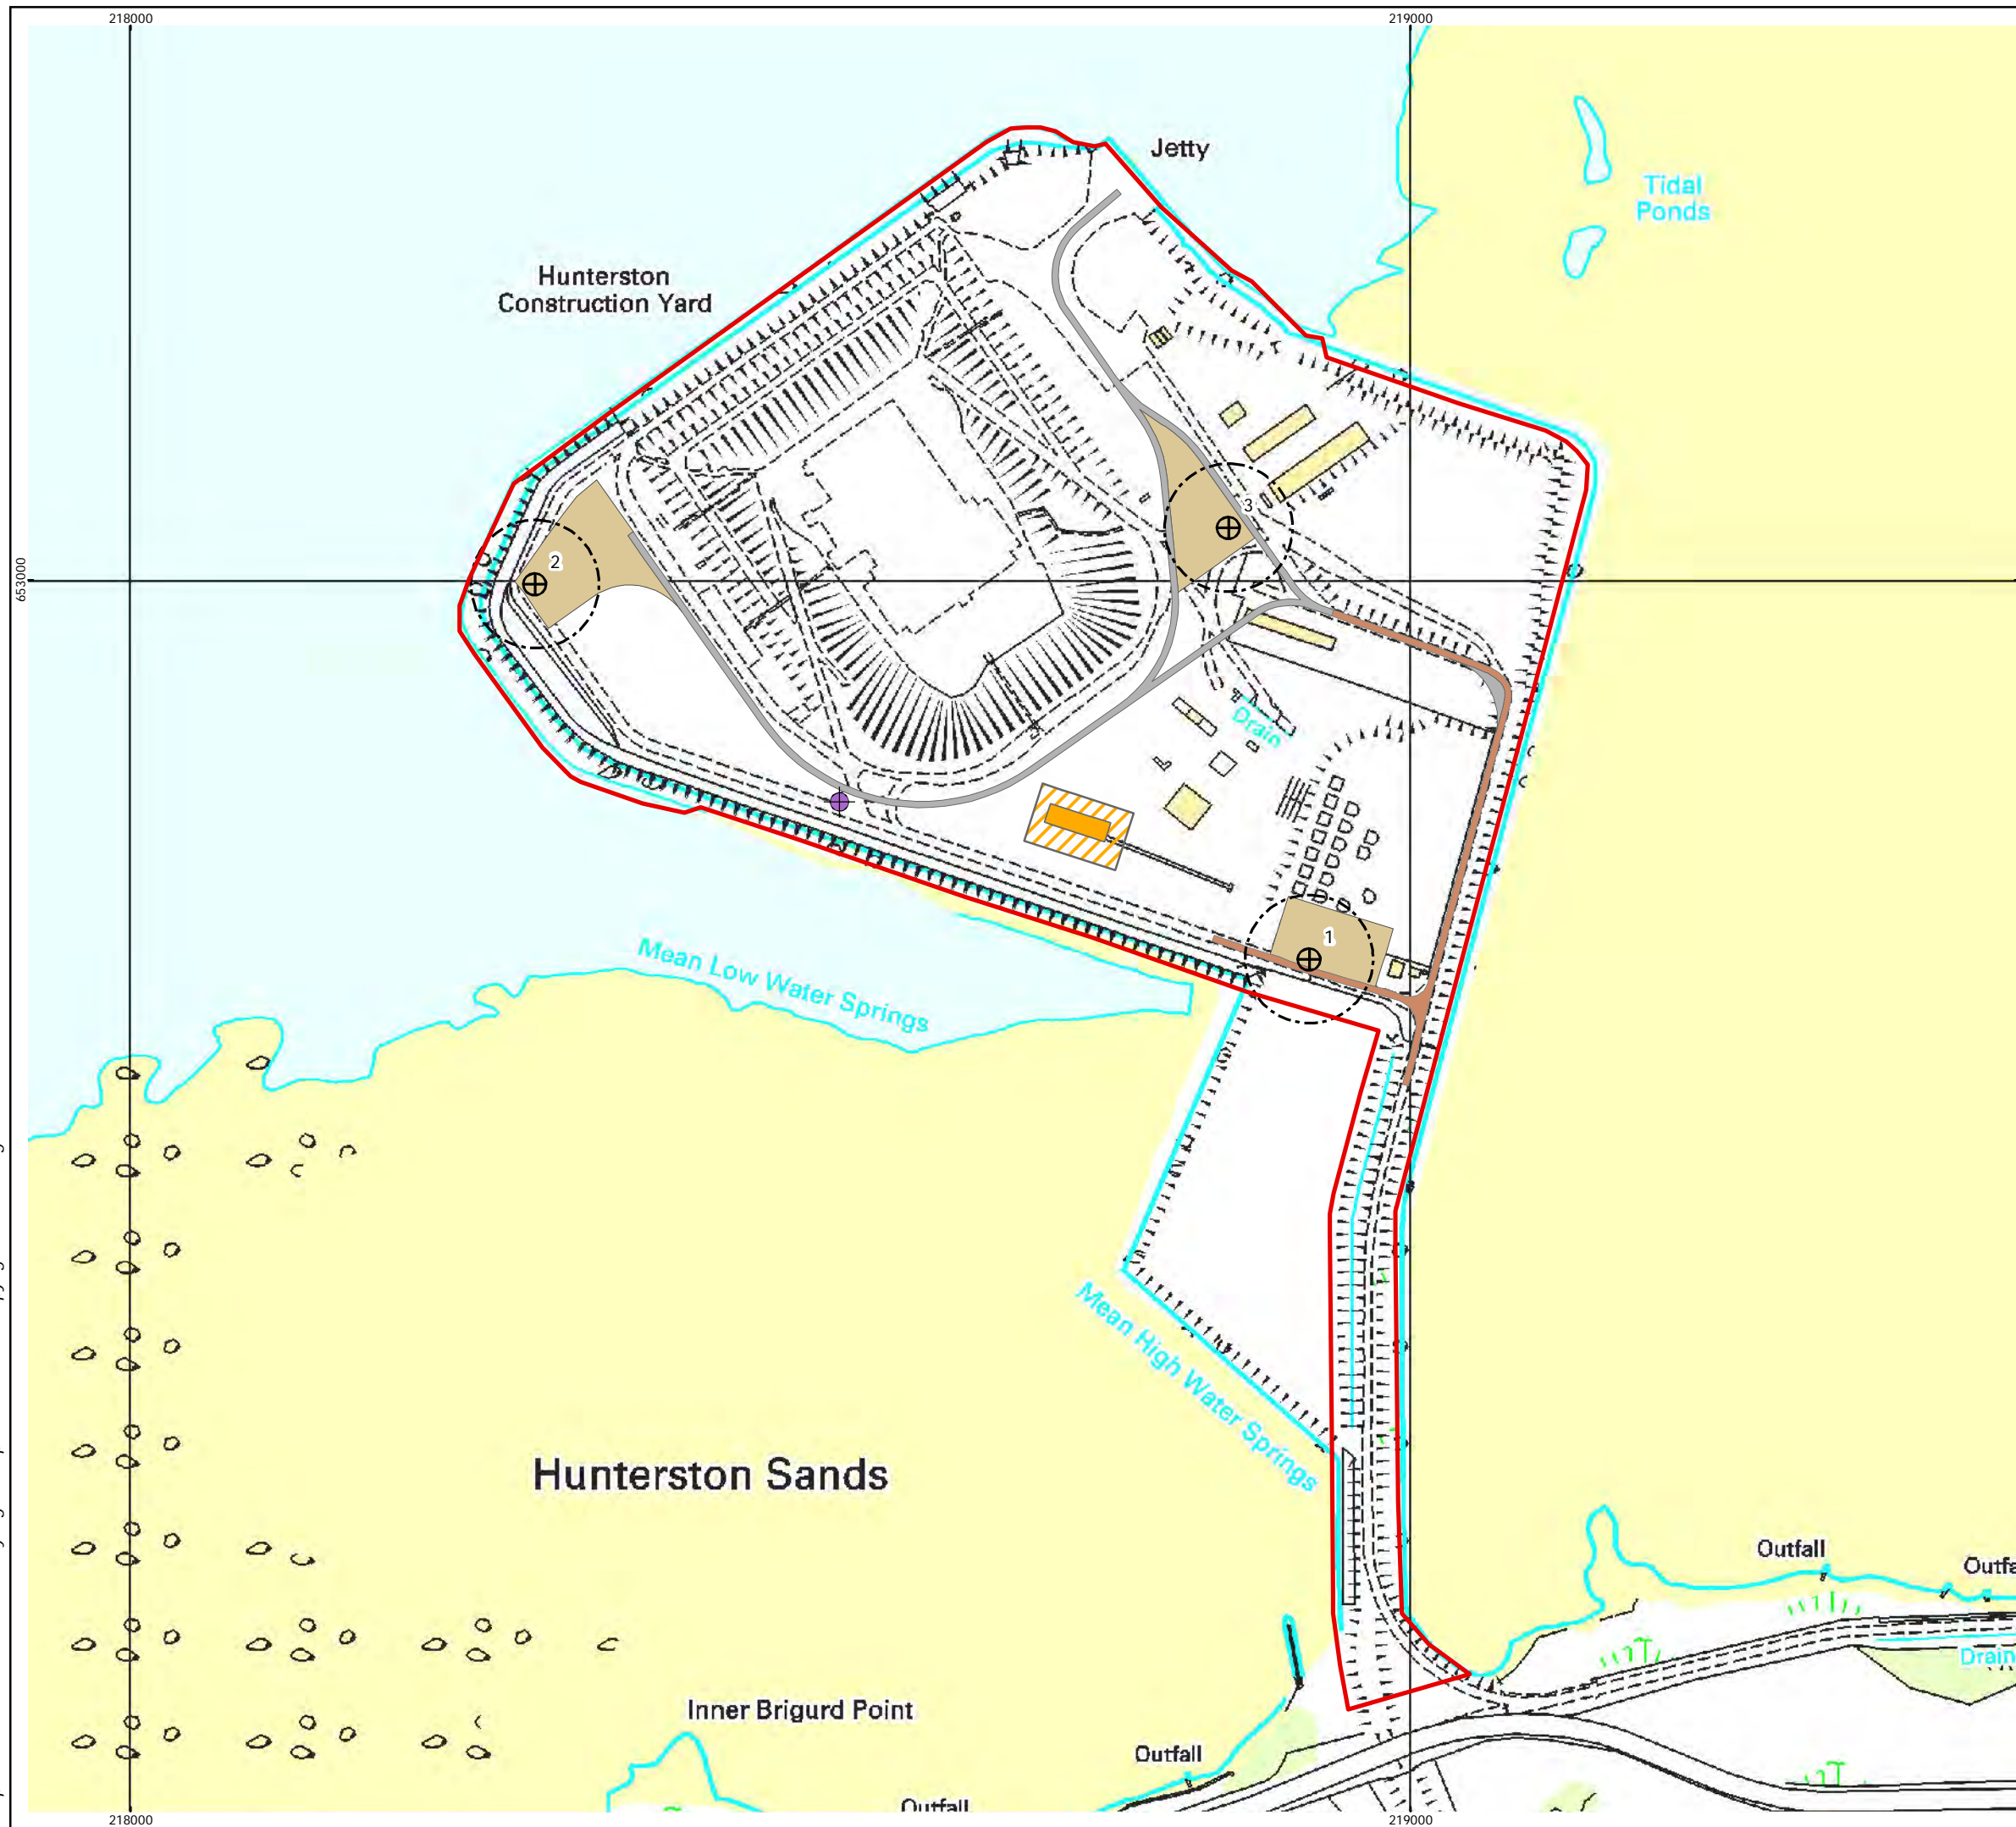 218000
219000
Jetty
Tidal
Ponds
Hunterston
Construction Yard
3
2
653000
Drain
1
Mean Low Water Springs
Mean High Water Springs
Hunterston Sands
Outfall
Outfa
Drain
Inner Brigurd Point
Outfall
Outfall
218000
219000